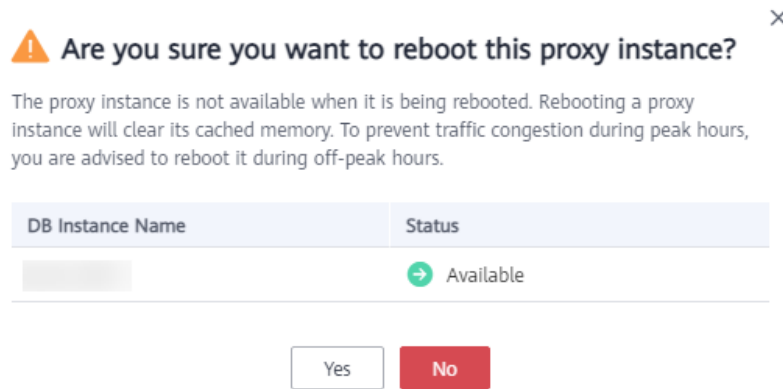 Are you sure you want to reboot this proxy instance?
The proxy instance is not available when it is being rebooted. Rebooting a proxy
instance will clear its cached memory. To prevent traffic congestion during peak hours,
you are advised to reboot it during off-peak hours.
DB Instance Name Status
Available
Yes No